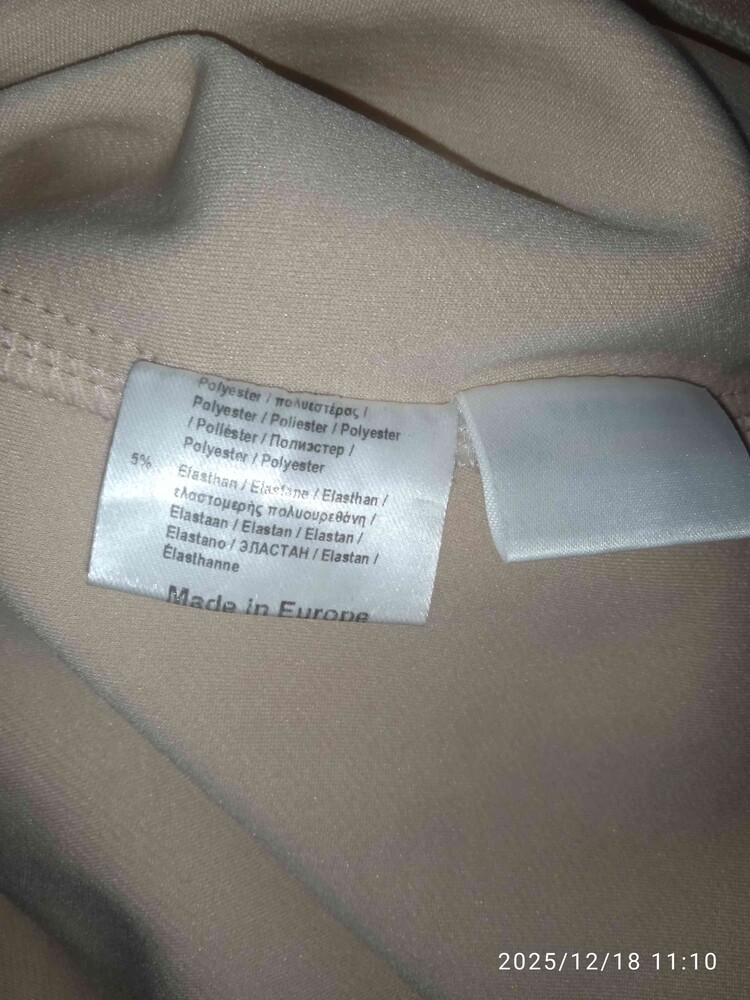 Polyester / πολυεστέρας /
Polyester / Poliester / Polyester
/ Poliéster / Полиэстер /
Polyester / Polyester
5%
Elasthan / Elastane / Elasthan /
ελαστομερής πολυουρεθάνη /
Elastaan / Elastan / Elastan /
Elastano / ЭЛАСТАН / Elastan /
Élasthanne
Made in Europe
2025/12/18 11:10